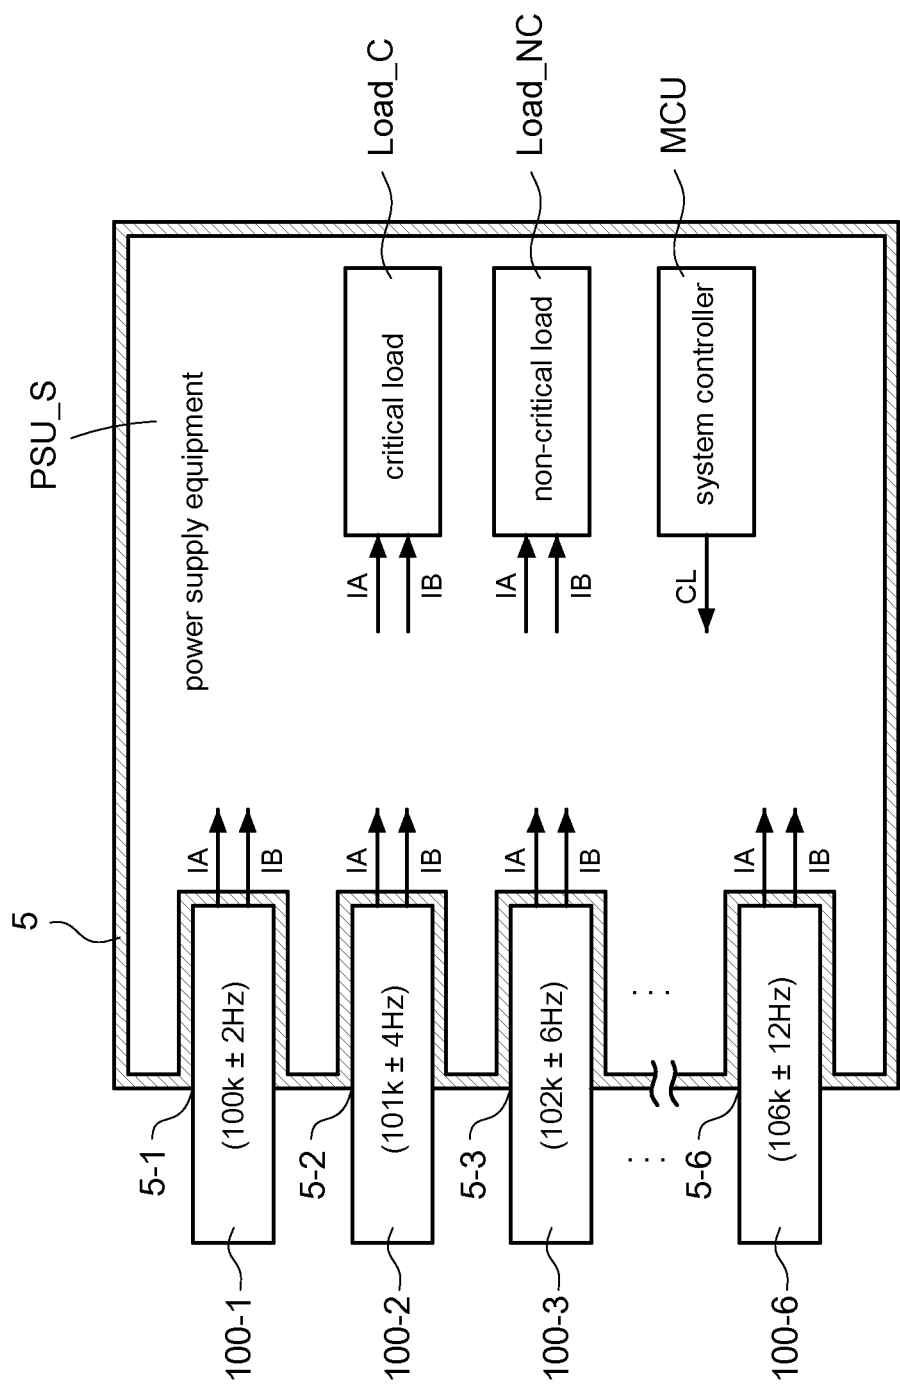 PSU_S
power supply equipment
5
Load_C
critical load
IA
IB
Load_NC
non-critical load
IA
IB
MCU
system controller
CL
100-1
5-1
(100k ± 2Hz)
IA
IB
100-2
5-2
(101k ± 4Hz)
IA
IB
100-3
5-3
(102k ± 6Hz)
IA
IB
. . .
. . .
100-6
5-6
(106k ± 12Hz)
IA
IB